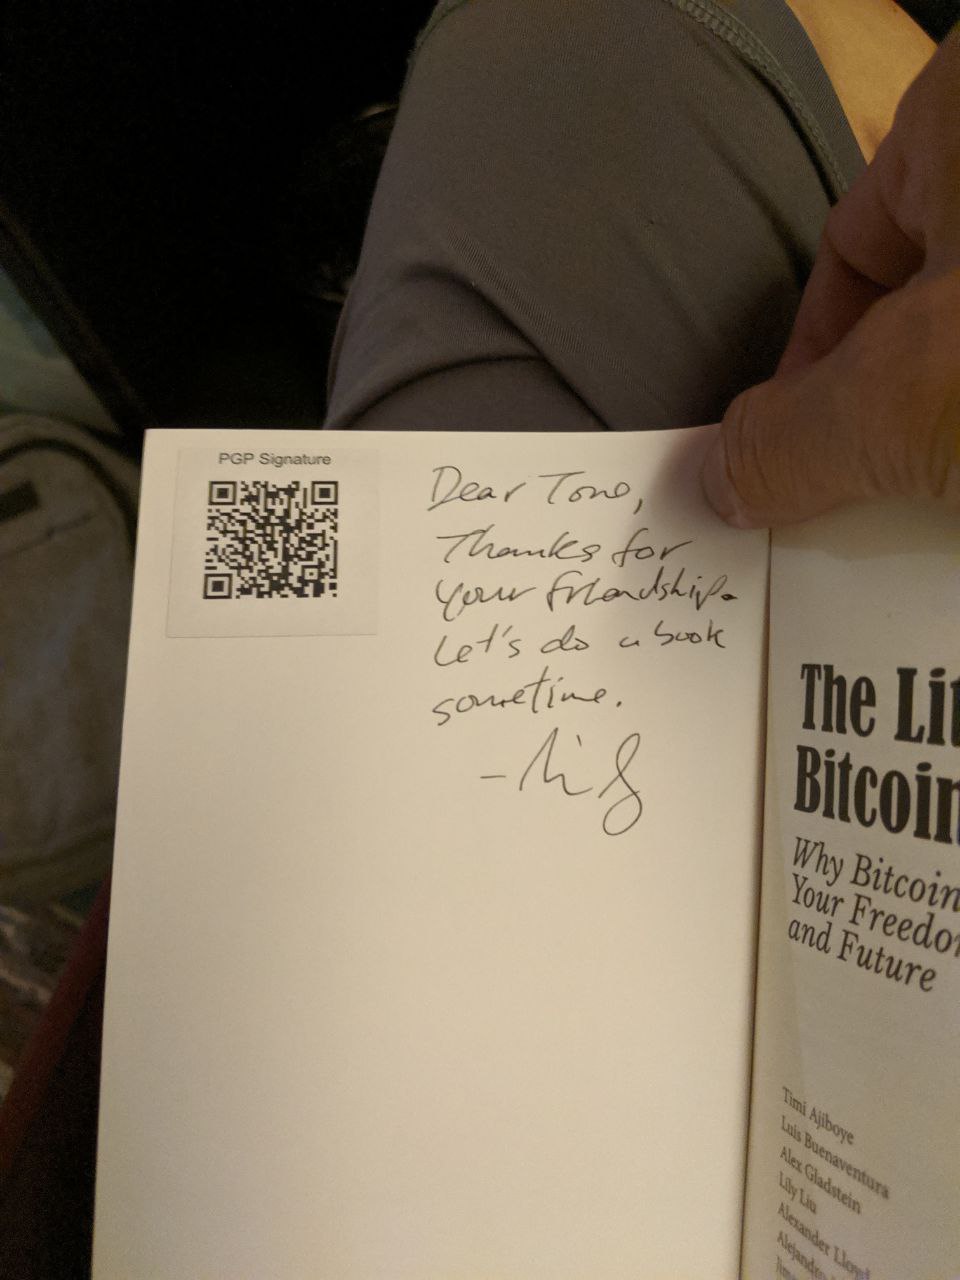 PGP Signature
Dear Tone,
Thanks for
your friendship.
Let's do a book
sometime.
The Lit
Bitcoin
Why Bitcoin
Your Freedo
and Future
Timi Ajiboye
Luis Buenaventura
Alex Gladstein
Lily Liu
Alexander Lloyd
Alejandro